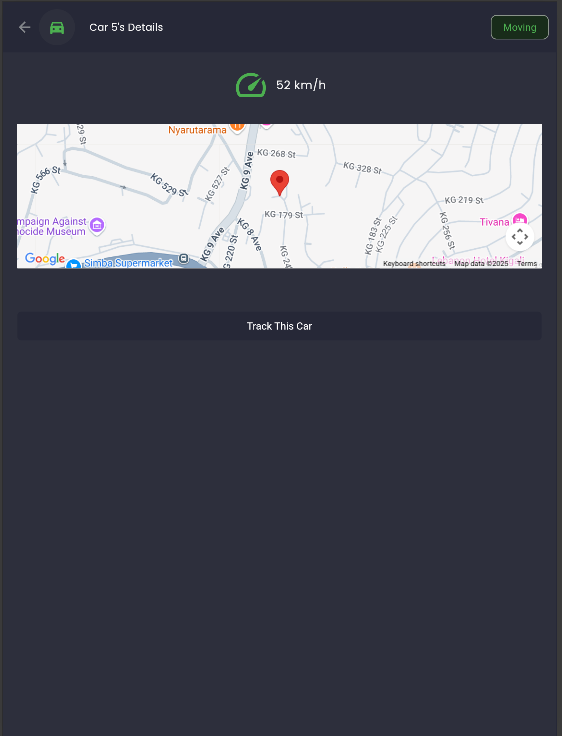 Car 5's Details
Moving
52 km/h
29 St
Nyarutarama
KG 268 St
KG 9 Ave
KG 328 St
KG 566 St
KG 529 St
KG 527 St
KG 219 St
KG 179 St
mpaign Against
nocide Museum
Tivana
KG 183 St
KG 225 St
KG 256 St
KG 9 Ave
KG 8 Ave
G 220 St
KG 24
Google
Simba Supermarket
Keyboard shortcuts
Map data ©2025
Terms
Track This Car